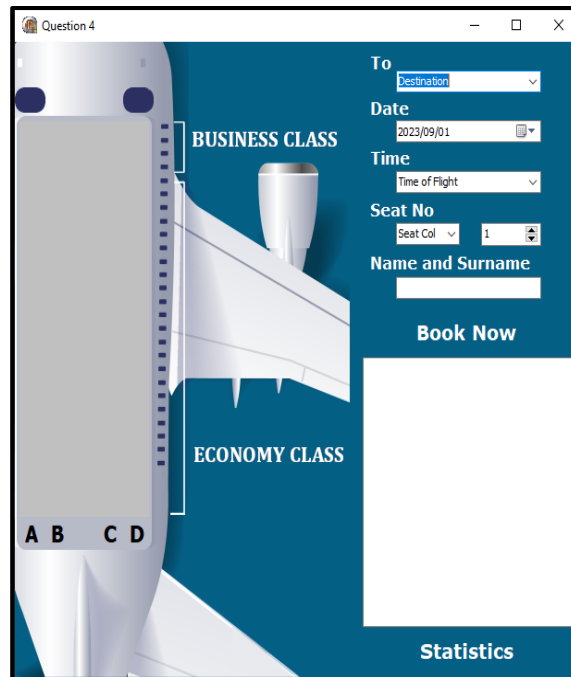 Question 4
To
Destination
Date
2023/09/01
Time
Time of Flight
Seat No
Seat Col 1
Name and Surname
Book Now
Statistics
BUSINESS CLASS
ECONOMY CLASS
A B C D